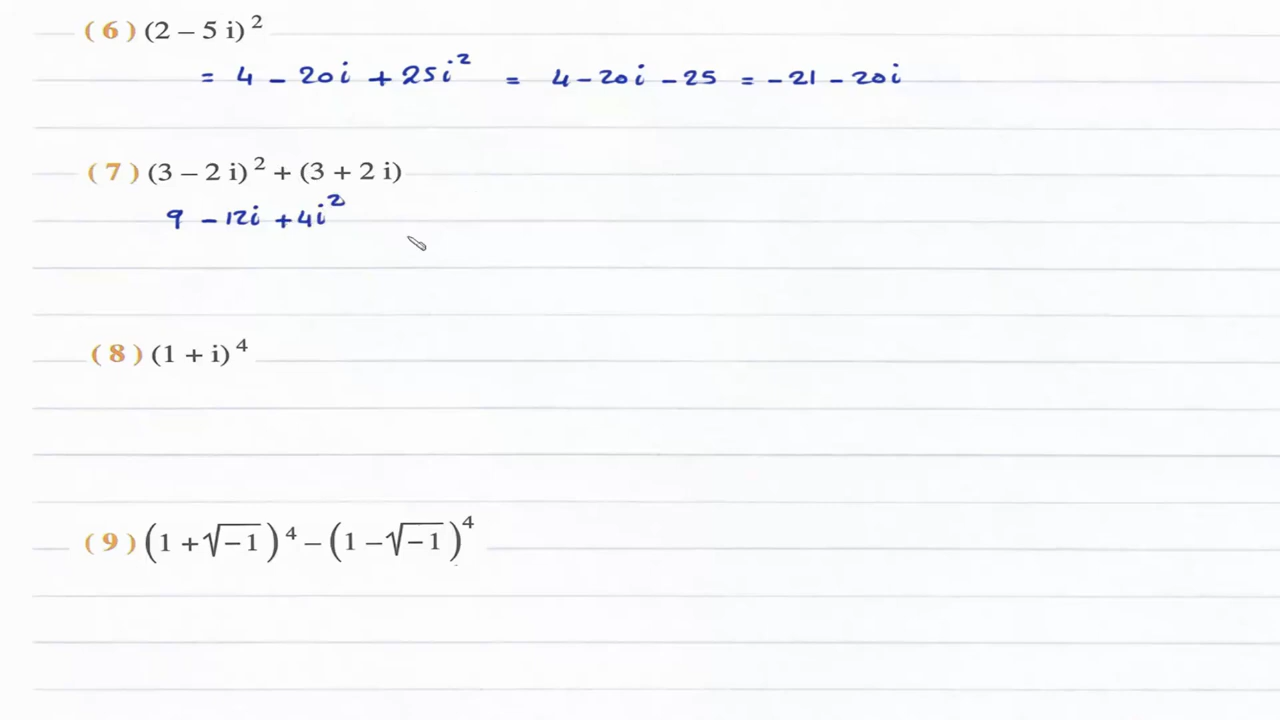 (6) (2 – 5 i)²
= 4 – 20i + 25i² = 4 – 20i – 25 = –21 – 20i
(7) (3 – 2 i)² + (3 + 2 i)
9 – 12i + 4i²
(8) (1 + i)⁴
(9) (1 + √–1)⁴ – (1 – √–1)⁴